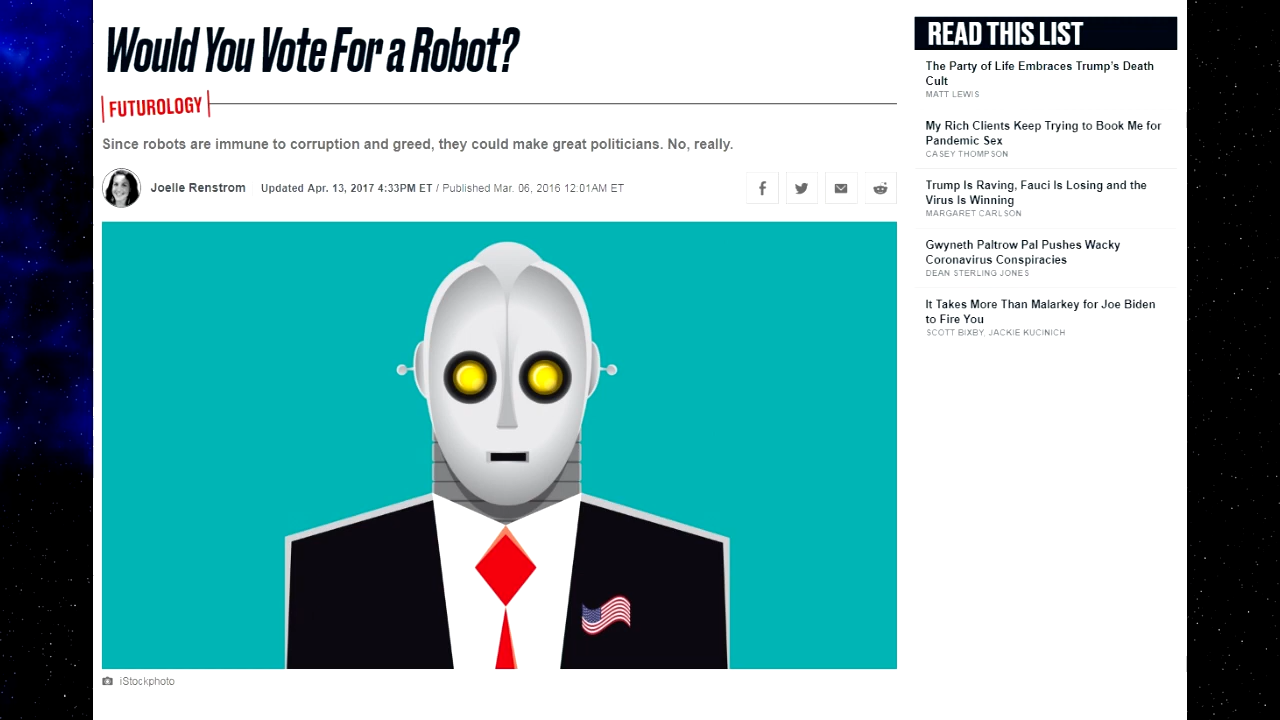 Would You Vote For a Robot?
FUTUROLOGY
Since robots are immune to corruption and greed, they could make great politicians. No, really.
Joelle Renstrom Updated Apr. 13, 2017 4:33PM ET / Published Mar. 06, 2016 12:01AM ET
iStockphoto
READ THIS LIST
The Party of Life Embraces Trump's Death
Cult
MATT LEWIS
My Rich Clients Keep Trying to Book Me for
Pandemic Sex
CASEY THOMPSON
Trump Is Raving, Fauci Is Losing and the
Virus Is Winning
MARGARET CARLSON
Gwyneth Paltrow Pal Pushes Wacky
Coronavirus Conspiracies
DEAN STERLING JONES
It Takes More Than Malarkey for Joe Biden
to Fire You
SCOTT BIXBY, JACKIE KUCINICH